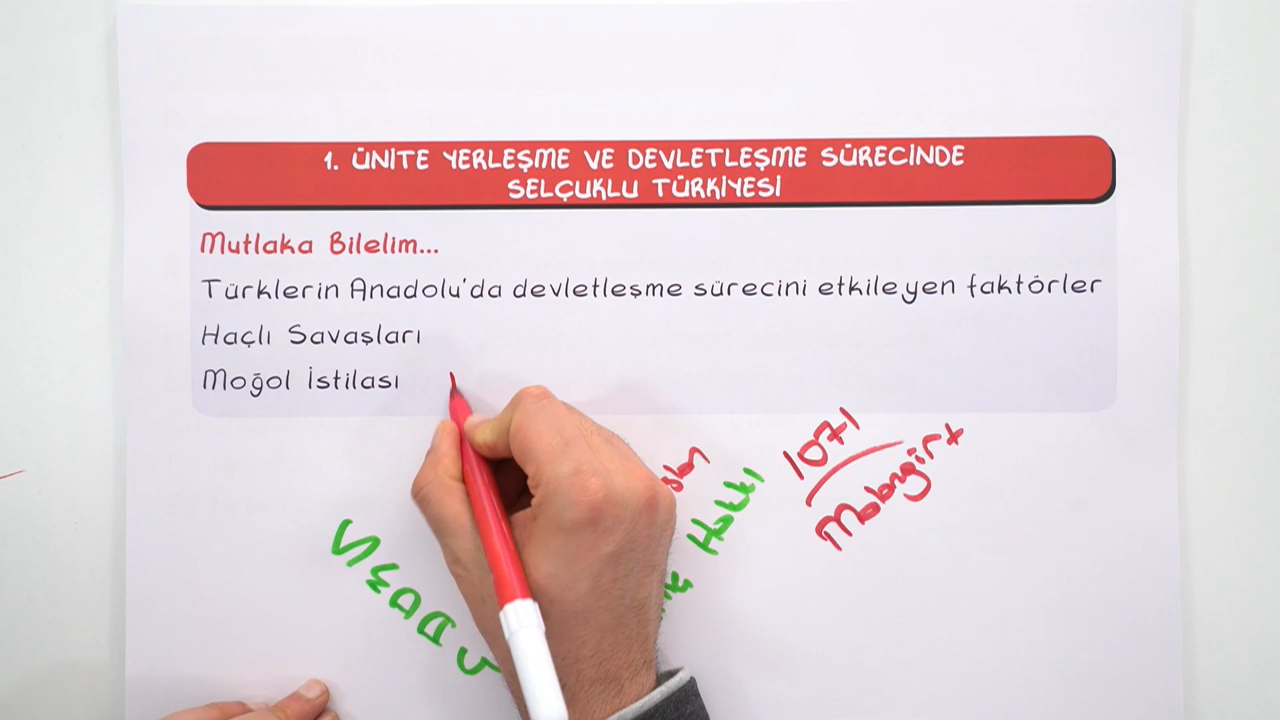 1. ÜNİTE YERLEŞME VE DEVLETLEŞME SÜRECİNDE
SELÇUKLU TÜRKİYESİ
Mutlaka Bilelim...
Türklerin Anadolu'da devletleşme sürecini etkileyen faktörler
Haçlı Savaşları
Moğol İstilası
1071
Malazgirt
Halkı